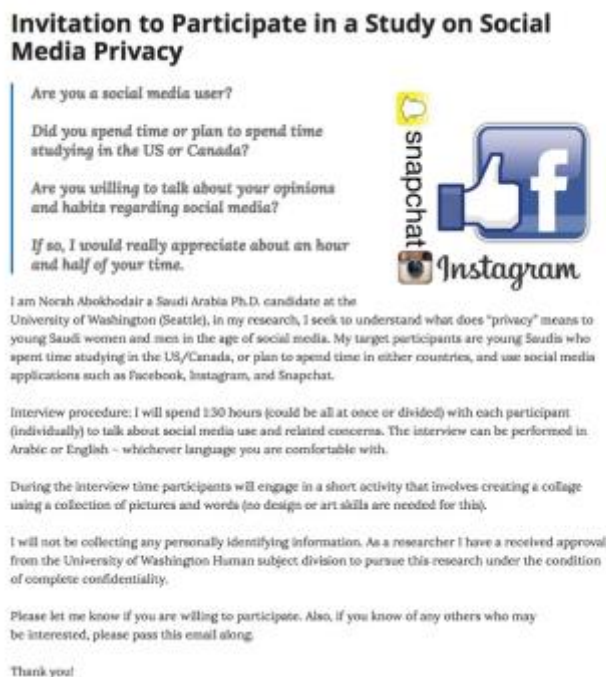 Invitation to Participate in a Study on Social
Media Privacy
Are you a social media user?
Did you spend time or plan to spend time
studying in the US or Canada?
Are you willing to talk about your opinions
and habits regarding social media?
If so, I would really appreciate about an hour
and half of your time.
snapchat
f
Instagram
I am Norah Abokhodair a Saudi Arabia Ph.D. candidate at the
University of Washington (Seattle), in my research, I seek to understand what does "privacy" means to
young Saudi women and men in the age of social media. My target participants are young Saudis who
spent time studying in the US/Canada, or plan to spend time in either countries, and use social media
applications such as Facebook, Instagram, and Snapchat.
Interview procedure: I will spend 1:30 hours (could be all at once or divided) with each participant
(individually) to talk about social media use and related concerns. The interview can be performed in
Arabic or English – whichever language you are comfortable with.
During the interview time participants will engage in a short activity that involves creating a collage
using a collection of pictures and words (no design or art skills are needed for this).
I will not be collecting any personally identifying information. As a researcher I have a received approval
from the University of Washington Human subject division to pursue this research under the condition
of complete confidentiality.
Please let me know if you are willing to participate. Also, if you know of any others who may
be interested, please pass this email along.
Thank you!